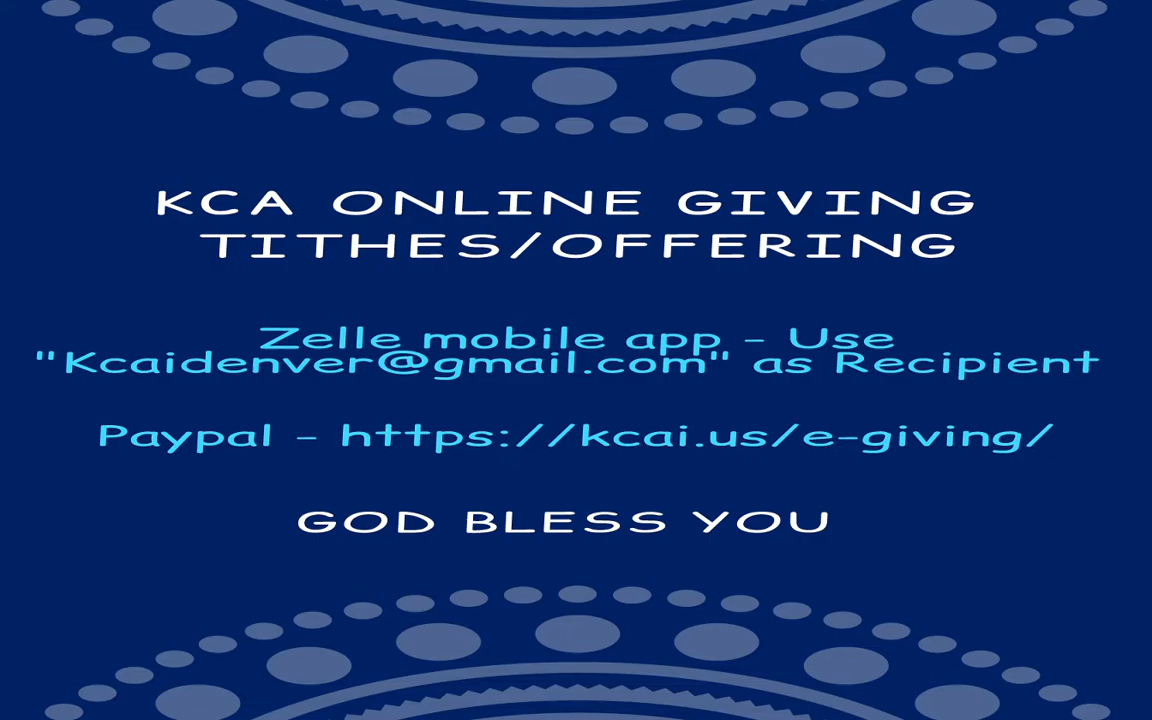 KCA ONLINE GIVING
TITHES/OFFERING
Zelle mobile app - Use
"Kcaidenver@gmail.com" as Recipient
Paypal - https://kcai.us/e-giving/
GOD BLESS YOU